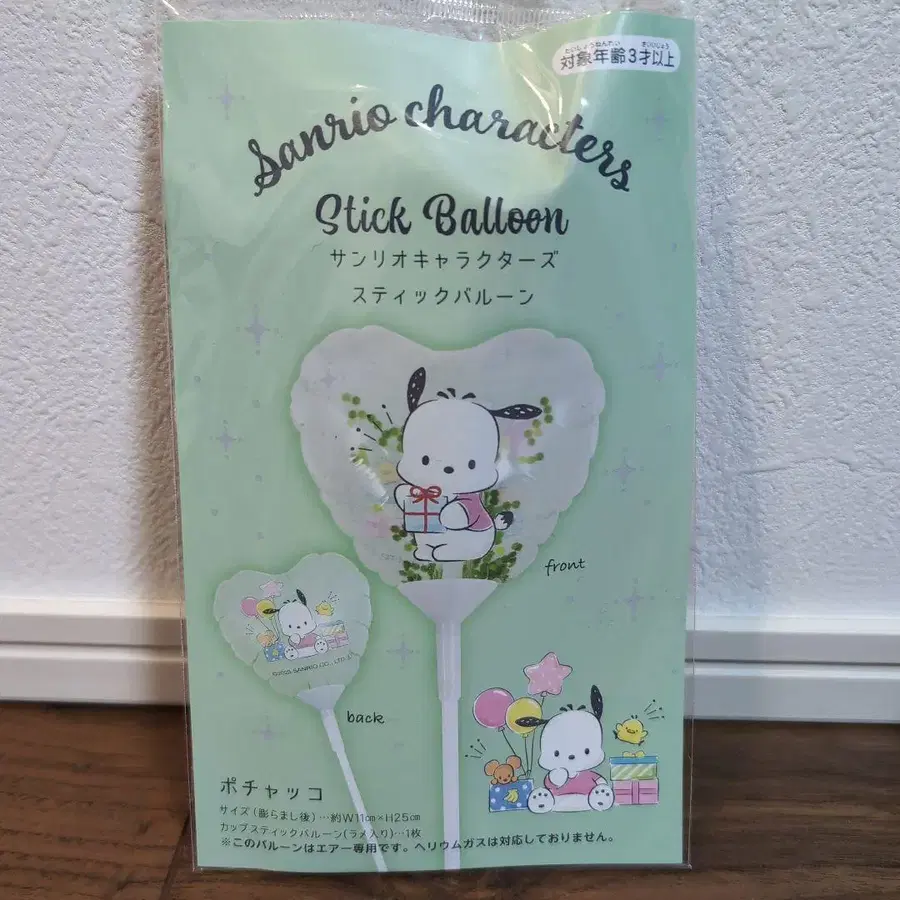 たいしょうねんれい さいいじょう
対象年齢3才以上
Sanrio characters
Stick Balloon
サンリオキャラクターズ
スティックバルーン
front
back
ポチャッコ
サイズ(膨らまし後)…約W11cm×H25cm
カップスティックバルーン(ラメ入り)…1枚
※このバルーンはエアー専用です。ヘリウムガスは対応しておりません。